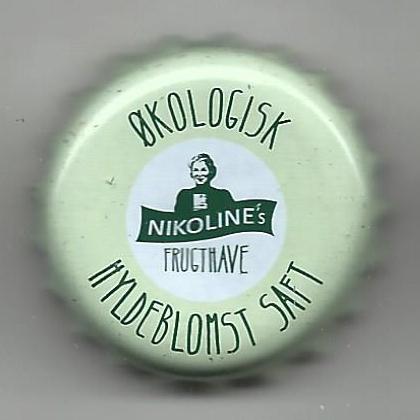 ØKOLOGISK
NIKOLINE's
FRUGTHAVE
HYLDEBLOMST SAFT